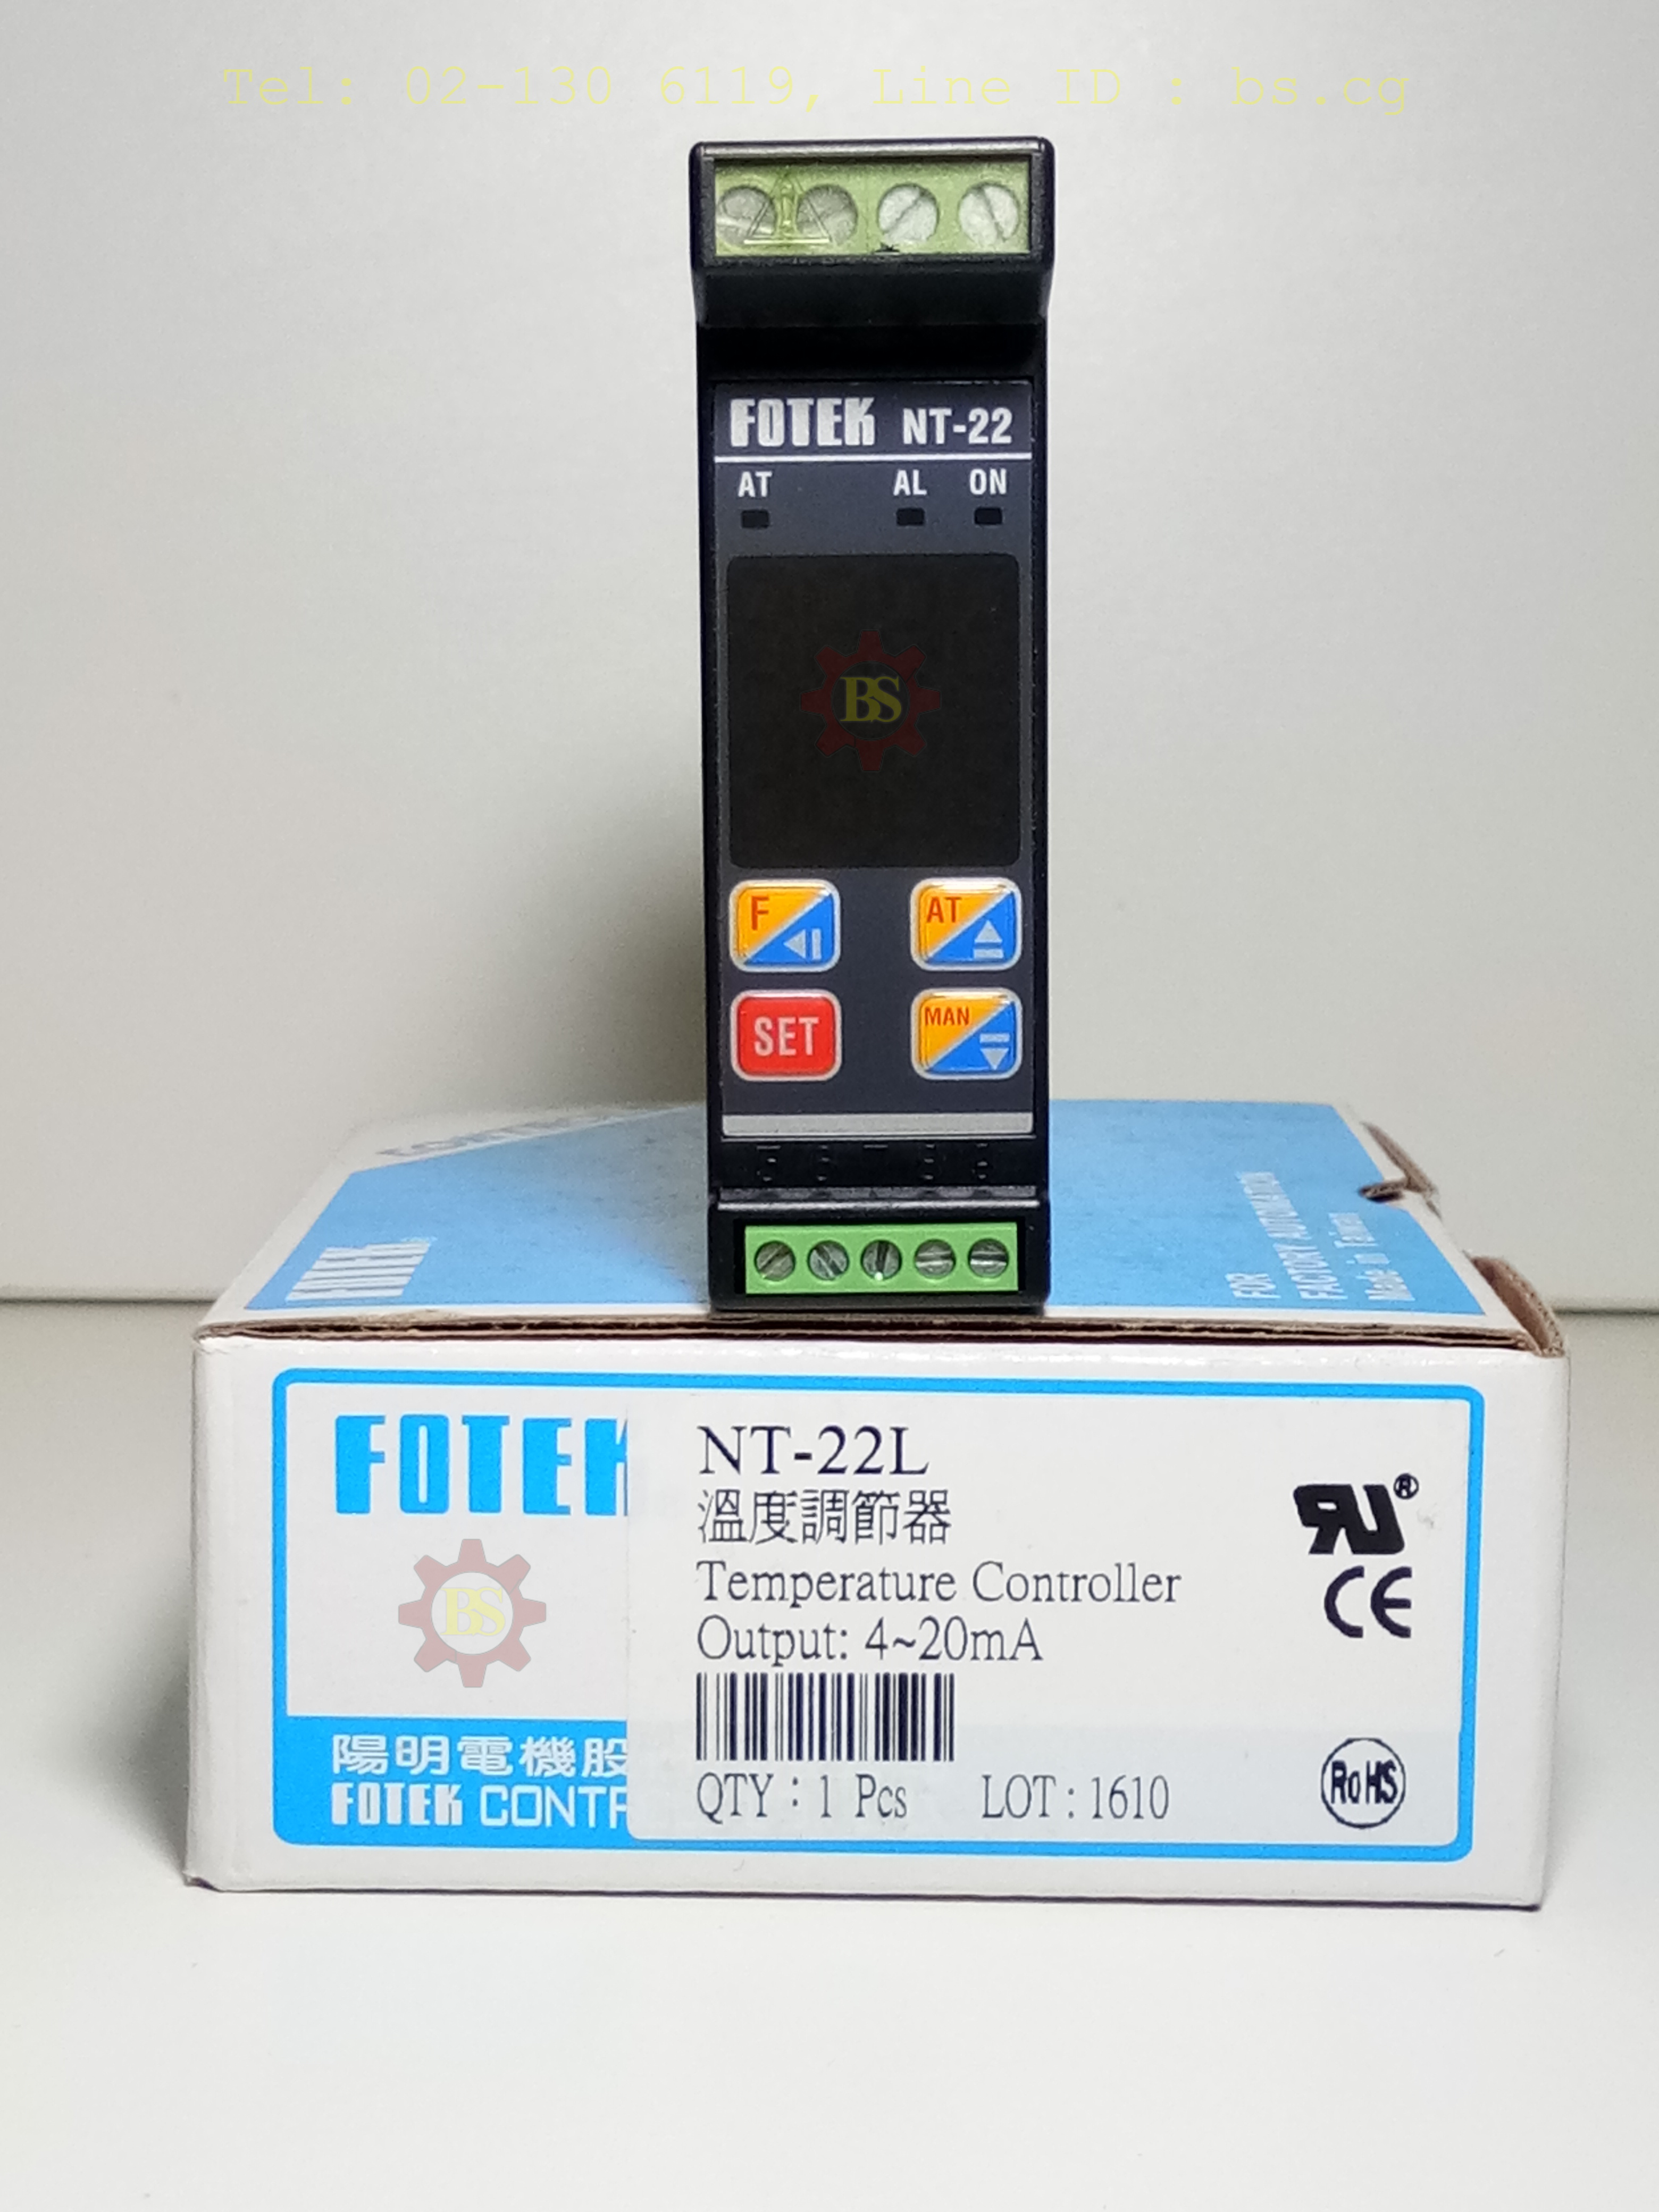 Tel: 02-130 6119, Line ID : bs.cg
FOTEK NT-22
AT AL ON
BS
F AT
SET MAN
FOTEK
FOR
FACTORY AUTOMATION
Made in Taiwan
FOTEK
NT-22L
溫度調節器
Temperature Controller
Output: 4~20mA
BS
陽明電機股
FOTEK CONTR
QTY : 1 Pcs LOT : 1610
RU®
CE
RoHS